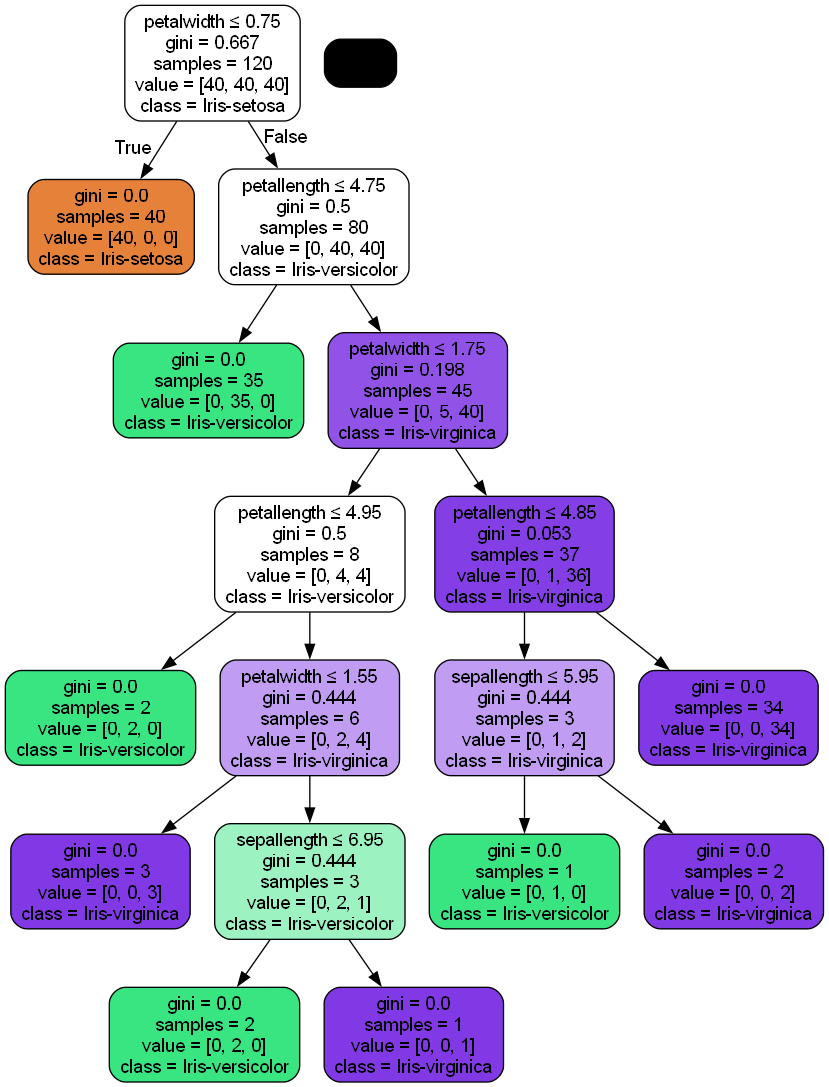 petalwidth ≤ 0.75
gini = 0.667
samples = 120
value = [40, 40, 40]
class = Iris-setosa
True
False
gini = 0.0
samples = 40
value = [40, 0, 0]
class = Iris-setosa
petallength ≤ 4.75
gini = 0.5
samples = 80
value = [0, 40, 40]
class = Iris-versicolor
gini = 0.0
samples = 35
value = [0, 35, 0]
class = Iris-versicolor
petalwidth ≤ 1.75
gini = 0.198
samples = 45
value = [0, 5, 40]
class = Iris-virginica
petallength ≤ 4.95
gini = 0.5
samples = 8
value = [0, 4, 4]
class = Iris-versicolor
petallength ≤ 4.85
gini = 0.053
samples = 37
value = [0, 1, 36]
class = Iris-virginica
gini = 0.0
samples = 2
value = [0, 2, 0]
class = Iris-versicolor
petalwidth ≤ 1.55
gini = 0.444
samples = 6
value = [0, 2, 4]
class = Iris-virginica
sepallength ≤ 5.95
gini = 0.444
samples = 3
value = [0, 1, 2]
class = Iris-virginica
gini = 0.0
samples = 34
value = [0, 0, 34]
class = Iris-virginica
gini = 0.0
samples = 3
value = [0, 0, 3]
class = Iris-virginica
sepallength ≤ 6.95
gini = 0.444
samples = 3
value = [0, 2, 1]
class = Iris-versicolor
gini = 0.0
samples = 1
value = [0, 1, 0]
class = Iris-versicolor
gini = 0.0
samples = 2
value = [0, 0, 2]
class = Iris-virginica
gini = 0.0
samples = 2
value = [0, 2, 0]
class = Iris-versicolor
gini = 0.0
samples = 1
value = [0, 0, 1]
class = Iris-virginica